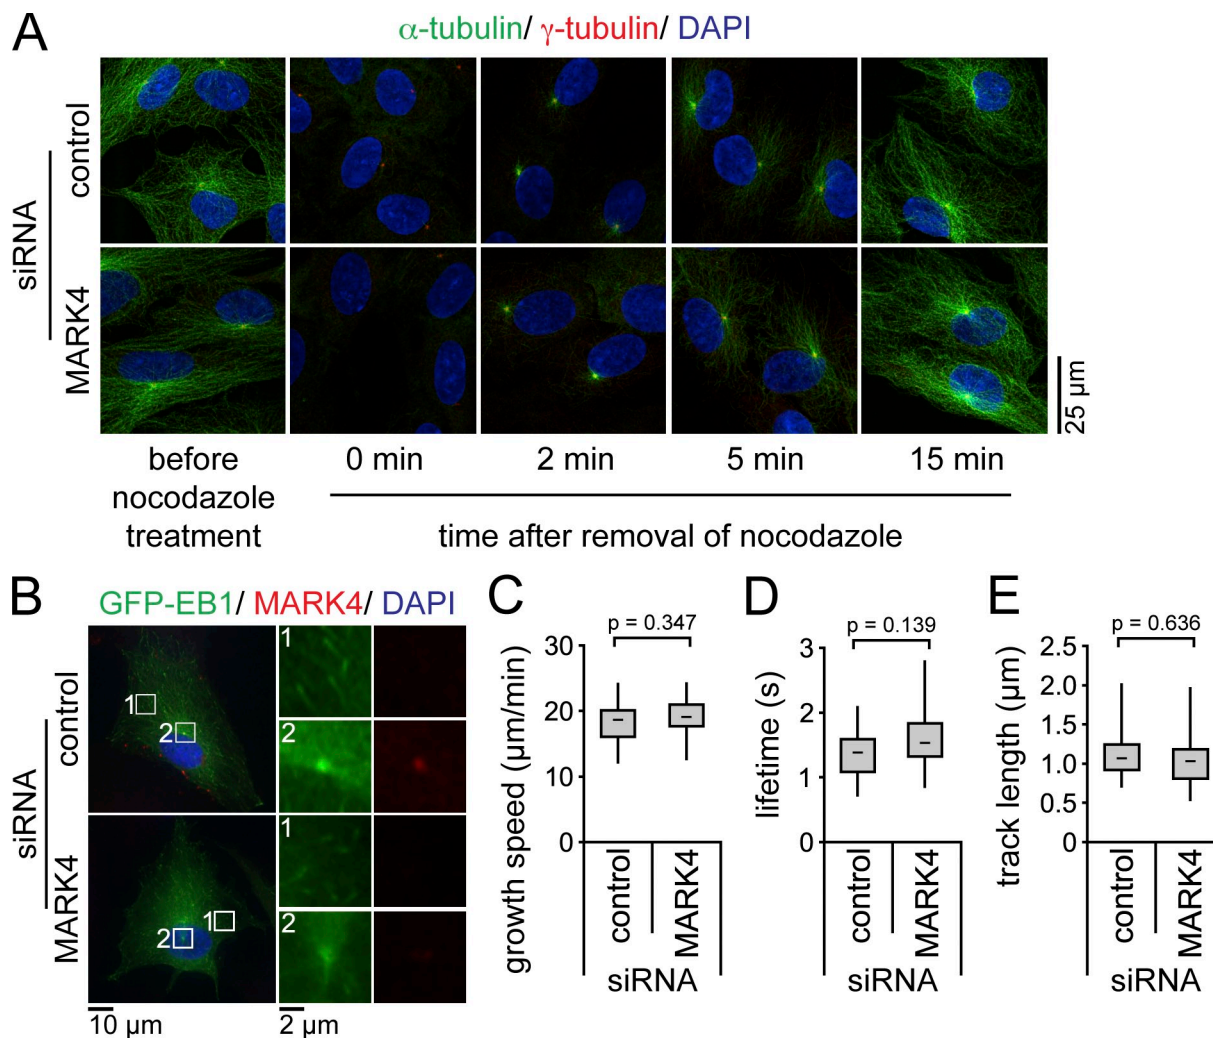 A
α-tubulin/ γ-tubulin/ DAPI
siRNA
control
MARK4
25 µm
before
nocodazole
treatment
0 min
2 min
5 min
15 min
time after removal of nocodazole
B
GFP-EB1/ MARK4/ DAPI
siRNA
control
MARK4
1
2
1
2
1
2
1
2
10 µm
2 µm
C
p = 0.347
growth speed (µm/min)
30
20
10
0
control
MARK4
siRNA
D
p = 0.139
lifetime (s)
3
2
1
0
control
MARK4
siRNA
E
p = 0.636
track length (µm)
2.5
2.0
1.5
1.0
0.5
0
control
MARK4
siRNA